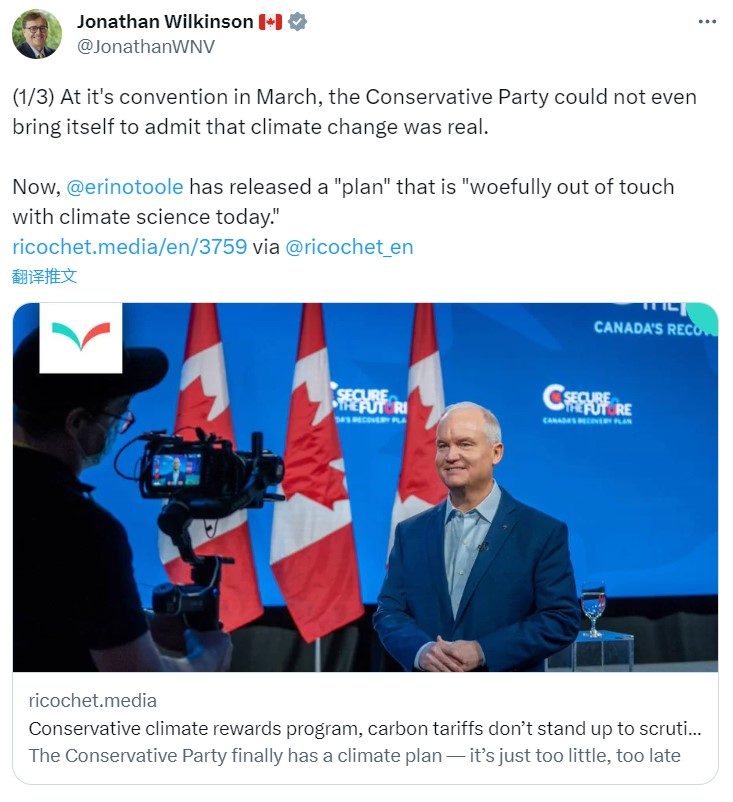 Jonathan Wilkinson
@JonathanWNV
(1/3) At it's convention in March, the Conservative Party could not even
bring itself to admit that climate change was real.
Now, @erinotoole has released a "plan" that is "woefully out of touch
with climate science today."
ricochet.media/en/3759 via @ricochet_en
翻译推文
CANADA'S RECOV
SECURE
THE FUTURE
CANADA'S RECOVERY PLAN
SECURE
THE FUTURE
CANADA'S RECOVERY PLAN
ricochet.media
Conservative climate rewards program, carbon tariffs don’t stand up to scruti...
The Conservative Party finally has a climate plan — it’s just too little, too late